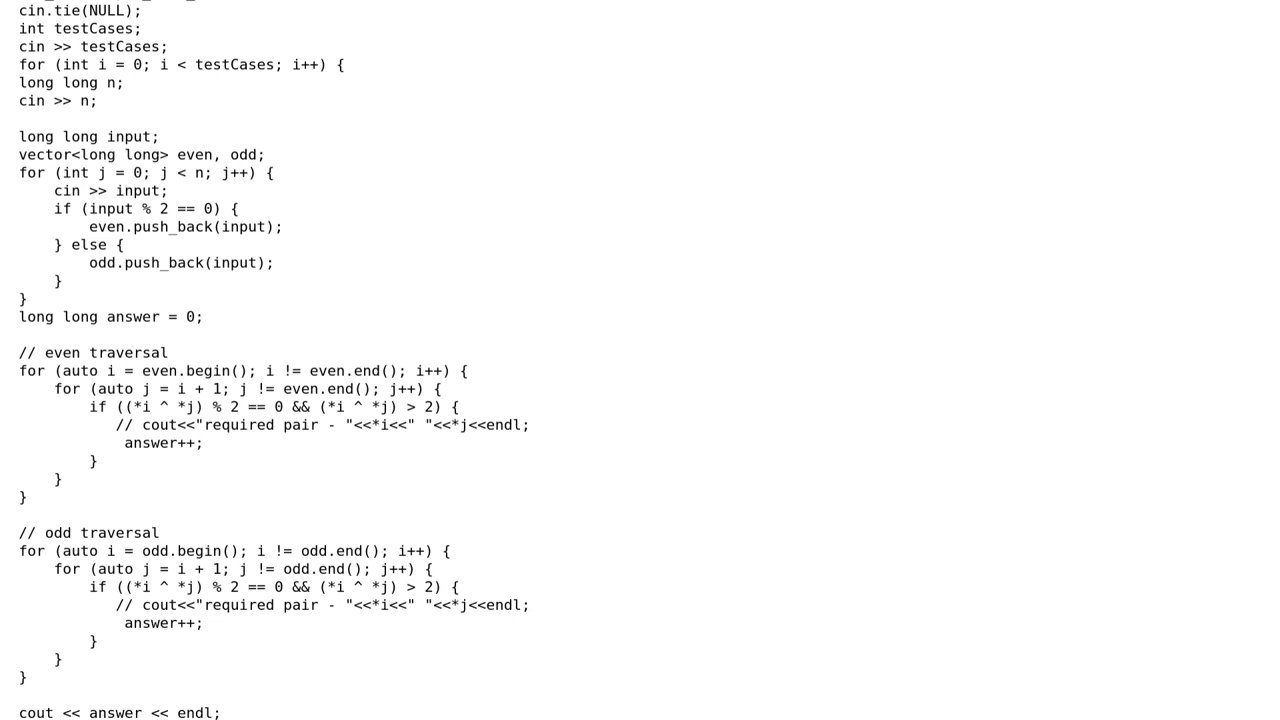 cin.tie(NULL);
int testCases;
cin >> testCases;
for (int i = 0; i < testCases; i++) {
long long n;
cin >> n;

long long input;
vector<long long> even, odd;
for (int j = 0; j < n; j++) {
    cin >> input;
    if (input % 2 == 0) {
        even.push_back(input);
    } else {
        odd.push_back(input);
    }
}
long long answer = 0;

// even traversal
for (auto i = even.begin(); i != even.end(); i++) {
    for (auto j = i + 1; j != even.end(); j++) {
        if ((*i ^ *j) % 2 == 0 && (*i ^ *j) > 2) {
           // cout<<"required pair - "<<*i<<" "<<*j<<endl;
            answer++;
        }
    }
}

// odd traversal
for (auto i = odd.begin(); i != odd.end(); i++) {
    for (auto j = i + 1; j != odd.end(); j++) {
        if ((*i ^ *j) % 2 == 0 && (*i ^ *j) > 2) {
           // cout<<"required pair - "<<*i<<" "<<*j<<endl;
            answer++;
        }
    }
}

cout << answer << endl;